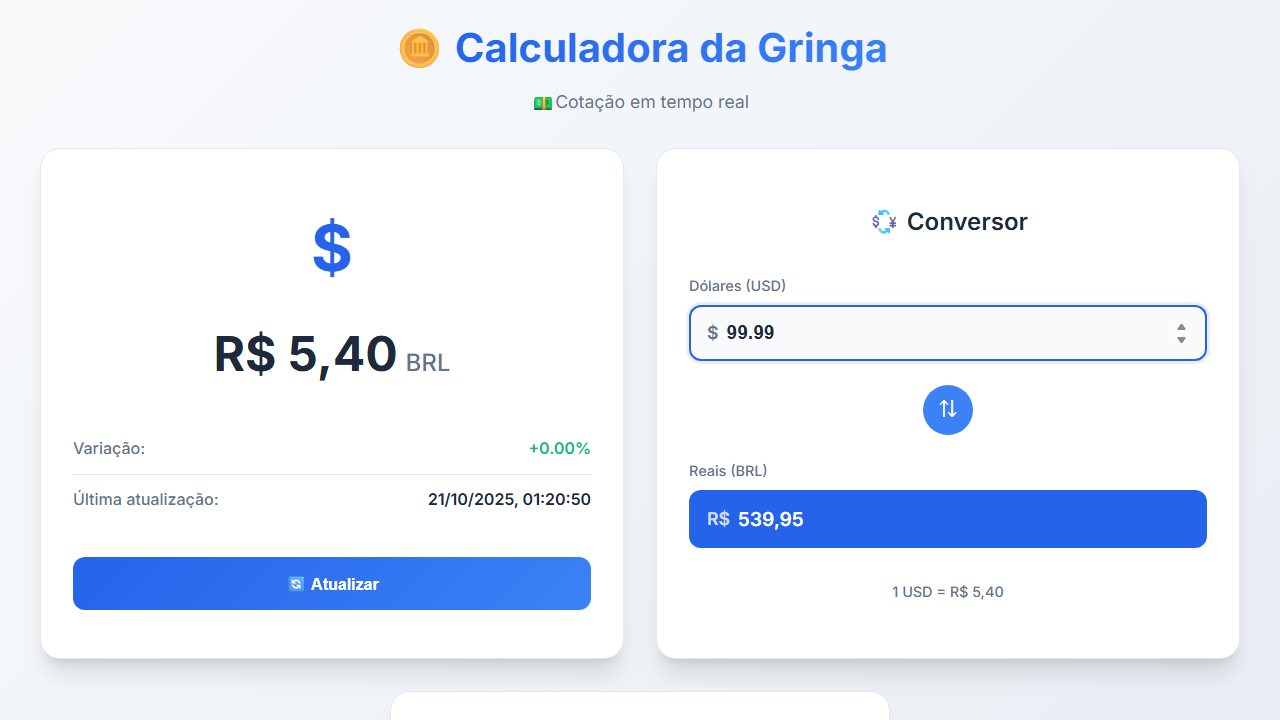 Calculadora da Gringa
Cotação em tempo real
$
R$ 5,40 BRL
Variação: +0.00%
Última atualização: 21/10/2025, 01:20:50
Atualizar
Conversor
Dólares (USD)
$ 99.99
Reais (BRL)
R$ 539,95
1 USD = R$ 5,40